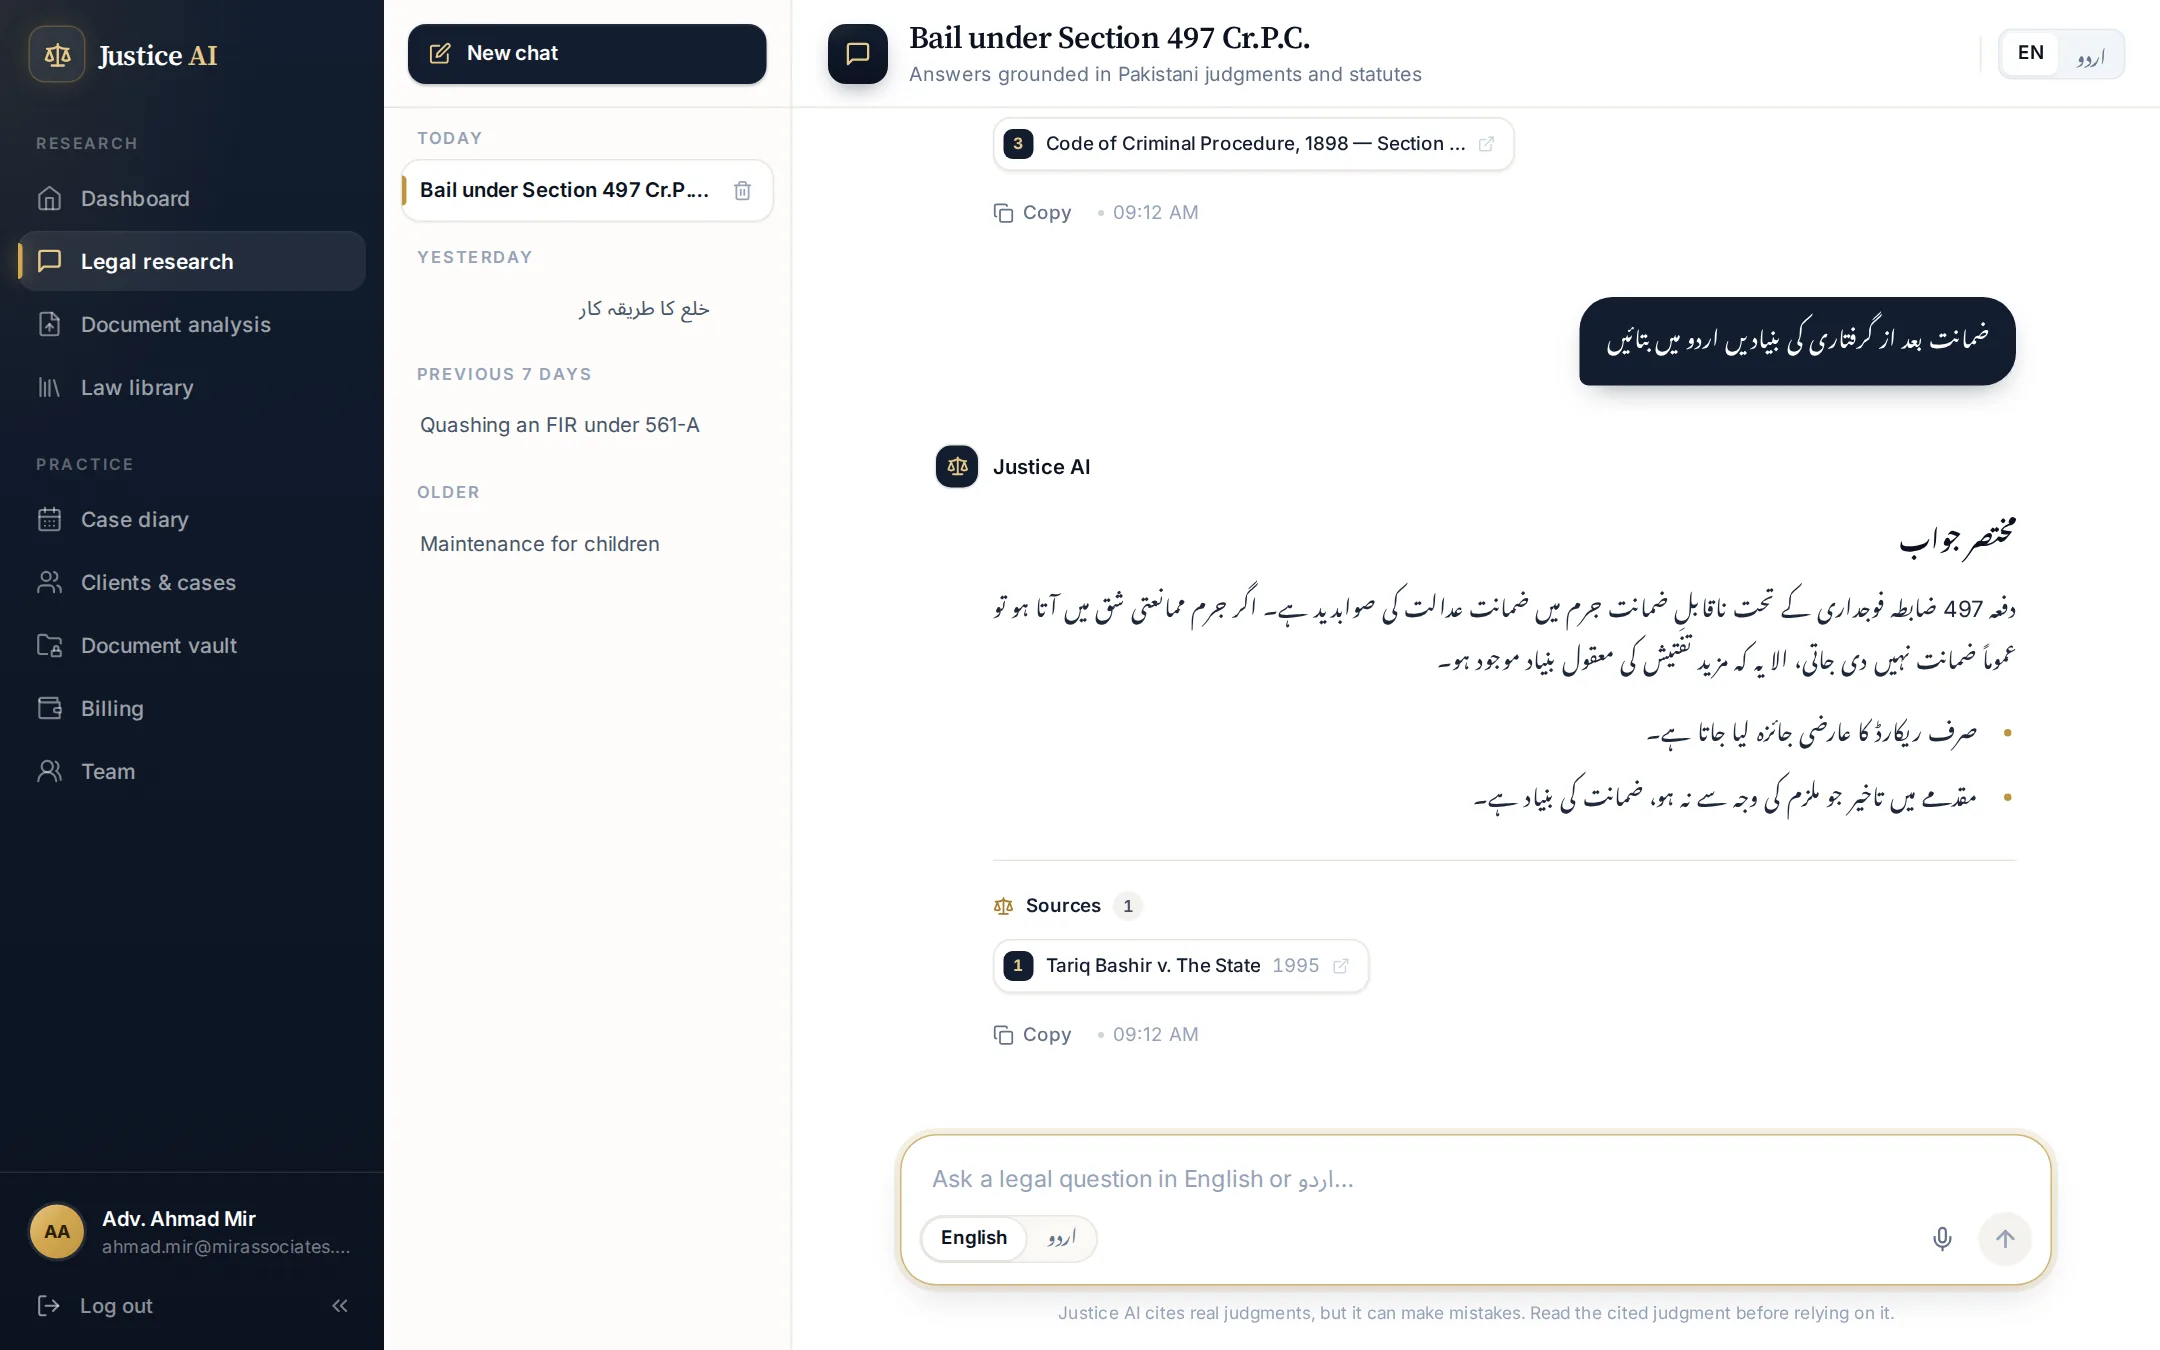 Justice AI
RESEARCH
Dashboard
Legal research
Document analysis
Law library
PRACTICE
Case diary
Clients & cases
Document vault
Billing
Team
AA
Adv. Ahmad Mir
ahmad.mir@mirassociates....
Log out
New chat
TODAY
Bail under Section 497 Cr.P....
YESTERDAY
خلع کا طریقہ کار
PREVIOUS 7 DAYS
Quashing an FIR under 561-A
OLDER
Maintenance for children
Bail under Section 497 Cr.P.C.
Answers grounded in Pakistani judgments and statutes
EN اردو
3 Code of Criminal Procedure, 1898 — Section ...
Copy • 09:12 AM
ضمانت بعد از گرفتاری کی بنیادیں اردو میں بتائیں
Justice AI
مختصر جواب
دفعہ 497 ضابطہ فوجداری کے تحت ناقابلِ ضمانت جرم میں ضمانت عدالت کی صوابدید ہے۔ اگر جرم ممانعتی شق میں آتا ہو تو
عموماً ضمانت نہیں دی جاتی، الا یہ کہ مزید تفتیش کی معقول بنیاد موجود ہو۔
• صرف ریکارڈ کا عارضی جائزہ لیا جاتا ہے۔
• مقدمے میں تاخیر جو ملزم کی وجہ سے نہ ہو، ضمانت کی بنیاد ہے۔
Sources 1
1 Tariq Bashir v. The State 1995
Copy • 09:12 AM
Ask a legal question in English or اردو...
English اردو
Justice AI cites real judgments, but it can make mistakes. Read the cited judgment before relying on it.